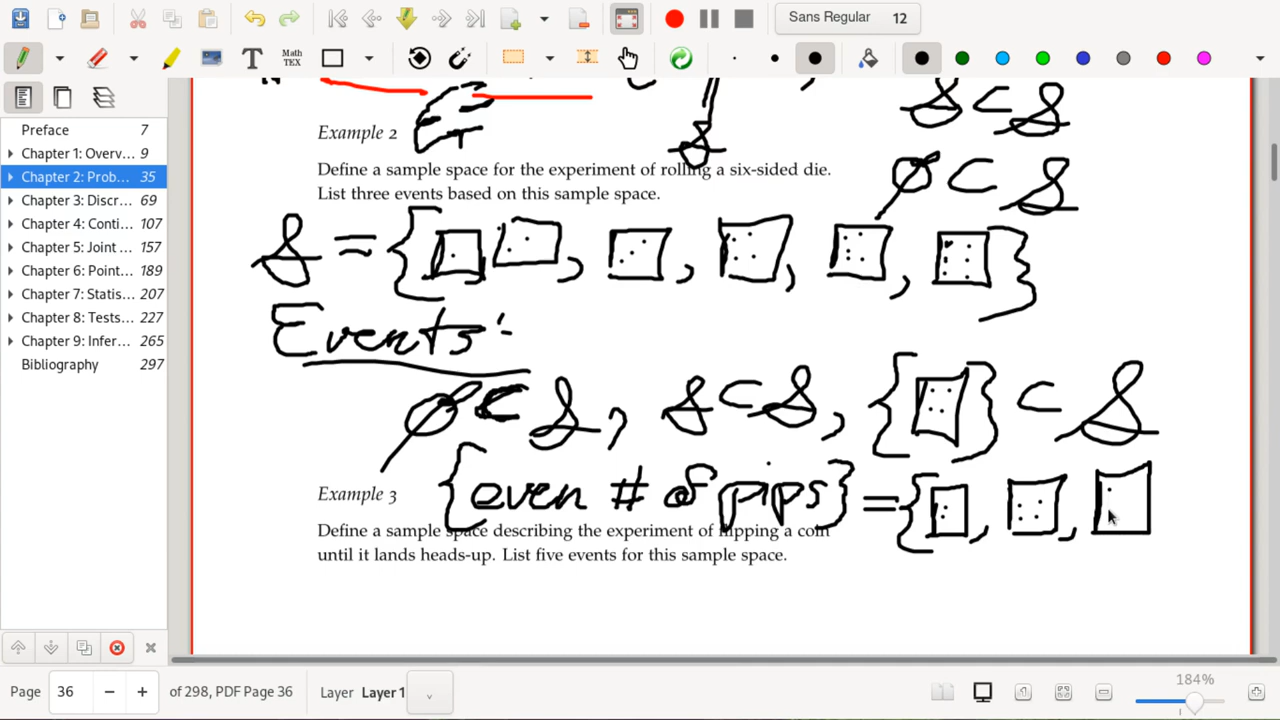 Sans Regular 12
T Math TEX
Preface 7
Chapter 1: Overv... 9
Chapter 2: Prob... 35
Chapter 3: Discr... 69
Chapter 4: Conti... 107
Chapter 5: Joint ... 157
Chapter 6: Point... 189
Chapter 7: Statis... 207
Chapter 8: Tests... 227
Chapter 9: Infer... 265
Bibliography 297
S ⊂ S
Example 2
S
∅ ⊂ S
Define a sample space for the experiment of rolling a six-sided die.
List three events based on this sample space.
S = { ⚀ ⚁, ⚂, ⚃, ⚄, ⚅ }
Events:
∅ ⊂ S, S ⊂ S, { ⚃ } ⊂ S
{even # of pips} = { ⚁, ⚃,
Example 3
Define a sample space describing the experiment of flipping a coin
until it lands heads-up. List five events for this sample space.
Page 36 of 298, PDF Page 36 Layer Layer 1 184%